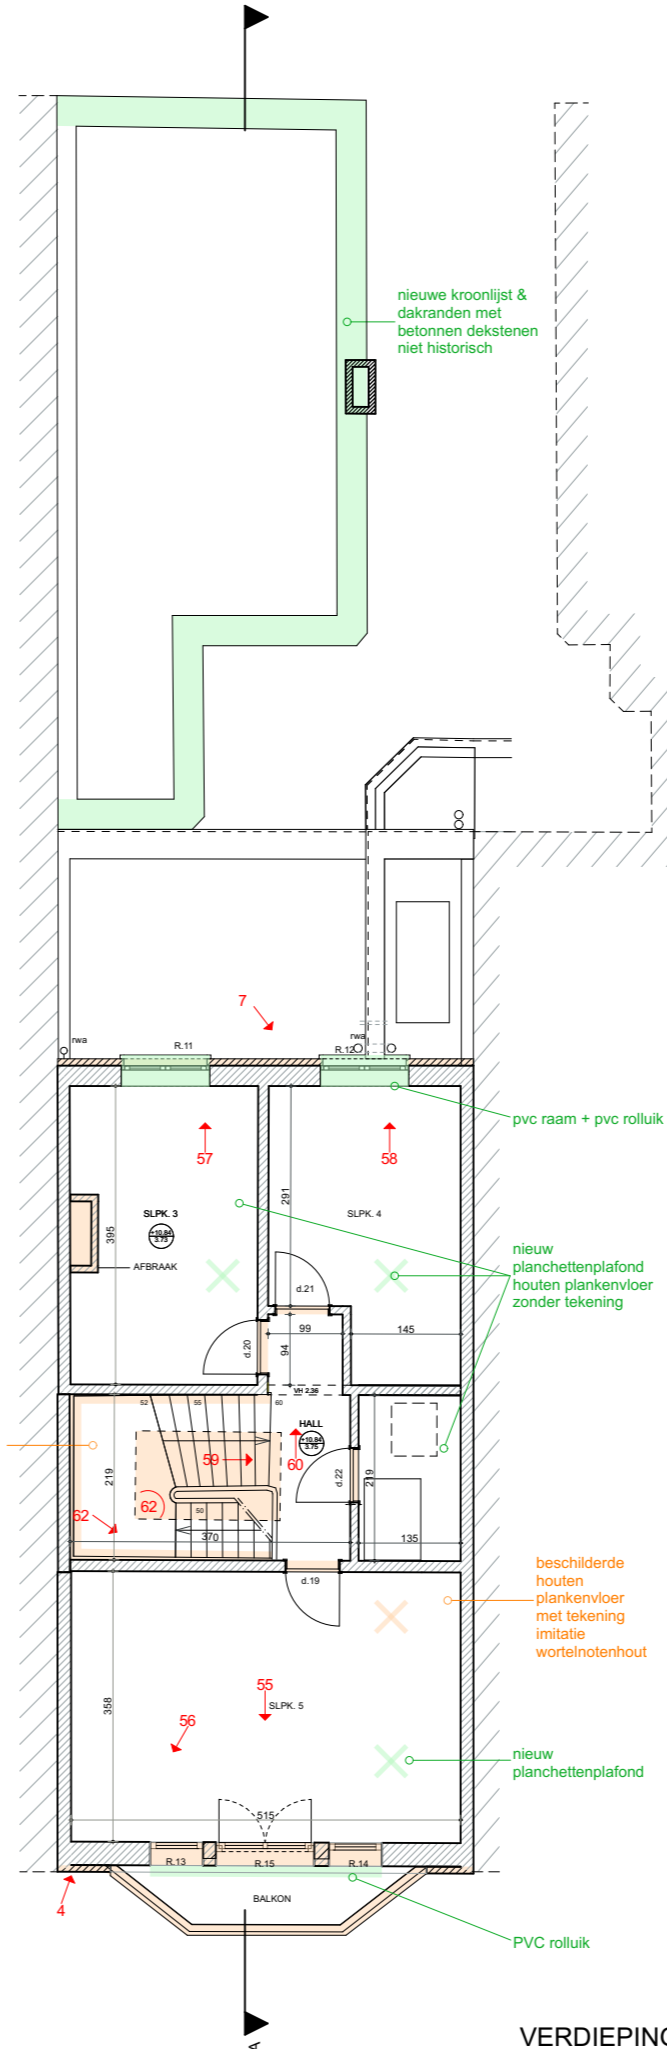 nieuwe kroonlijst &
dakranden met
betonnen dekstenen
niet historisch
7
rwa
R.11
R.12
rwa
pvc raam + pvc rolluik
57
58
291
SLPK. 3
+10.84
3.73
SLPK. 4
395
AFBRAAK
nieuw
planchettenplafond
houten plankenvloer
zonder tekening
d.21
99
145
d.20
94
VH 2.36
52
55
60
HALL
+10.84
3.75
59
60
219
d.22
219
62
62
50
370
135
d.19
beschilderde
houten
plankenvloer
met tekening
imitatie
wortelnotenhout
55
SLPK. 5
358
56
nieuw
planchettenplafond
515
R.13
R.15
R.14
BALKON
4
PVC rolluik
A
VERDIEPING